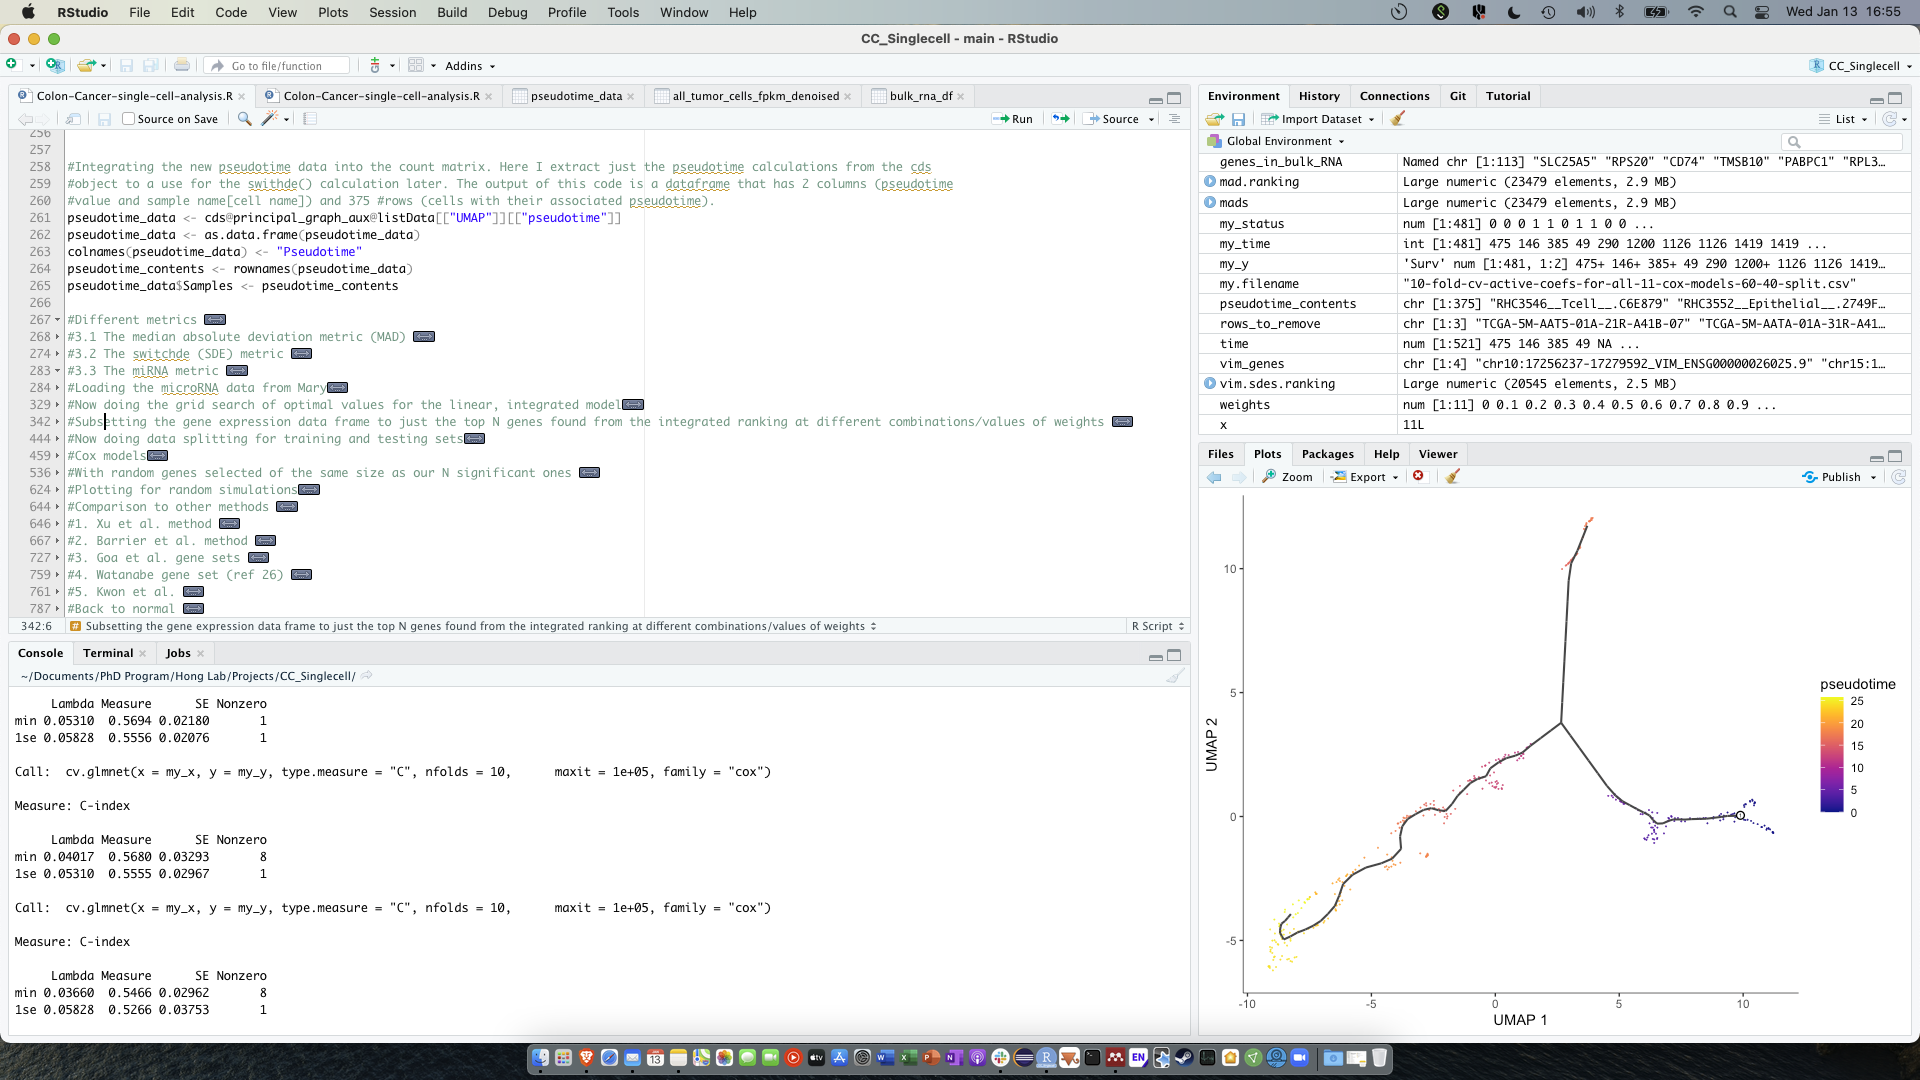 RStudio File Edit Code View Plots Session Build Debug Profile Tools Window Help Wed Jan 13 16:55
CC_Singlecell - main - RStudio
Go to file/function Addins CC_Singlecell
Colon-Cancer-single-cell-analysis.R Colon-Cancer-single-cell-analysis.R pseudotime_data all_tumor_cells_fpkm_denoised bulk_rna_df
Source on Save Run Source
256
257
258 #Integrating the new pseudotime data into the count matrix. Here I extract just the pseudotime calculations from the cds
259 #object to a use for the swithde() calculation later. The output of this code is a dataframe that has 2 columns (pseudotime
260 #value and sample name[cell name]) and 375 #rows (cells with their associated pseudotime).
261 pseudotime_data <- cds@principal_graph_aux@listData[["UMAP"]][["pseudotime"]]
262 pseudotime_data <- as.data.frame(pseudotime_data)
263 colnames(pseudotime_data) <- "Pseudotime"
264 pseudotime_contents <- rownames(pseudotime_data)
265 pseudotime_data$Samples <- pseudotime_contents
266
267 #Different metrics
268 #3.1 The median absolute deviation metric (MAD)
274 #3.2 The switchde (SDE) metric
283 #3.3 The miRNA metric
284 #Loading the microRNA data from Mary
329 #Now doing the grid search of optimal values for the linear, integrated model
342 #Subsetting the gene expression data frame to just the top N genes found from the integrated ranking at different combinations/values of weights
444 #Now doing data splitting for training and testing sets
459 #Cox models
536 #With random genes selected of the same size as our N significant ones
624 #Plotting for random simulations
644 #Comparison to other methods
646 #1. Xu et al. method
667 #2. Barrier et al. method
727 #3. Goa et al. gene sets
759 #4. Watanabe gene set (ref 26)
761 #5. Kwon et al.
787 #Back to normal
342:6 # Subsetting the gene expression data frame to just the top N genes found from the integrated ranking at different combinations/values of weights R Script
Console Terminal Jobs
~/Documents/PhD Program/Hong Lab/Projects/CC_Singlecell/
Lambda Measure SE Nonzero
min 0.05310 0.5694 0.02180 1
1se 0.05828 0.5556 0.02076 1
Call: cv.glmnet(x = my_x, y = my_y, type.measure = "C", nfolds = 10, maxit = 1e+05, family = "cox")
Measure: C-index
Lambda Measure SE Nonzero
min 0.04017 0.5680 0.03293 8
1se 0.05310 0.5555 0.02967 1
Call: cv.glmnet(x = my_x, y = my_y, type.measure = "C", nfolds = 10, maxit = 1e+05, family = "cox")
Measure: C-index
Lambda Measure SE Nonzero
min 0.03660 0.5466 0.02962 8
1se 0.05828 0.5266 0.03753 1
Environment History Connections Git Tutorial
Import Dataset List
Global Environment
genes_in_bulk_RNA Named chr [1:113] "SLC25A5" "RPS20" "CD74" "TMSB10" "PABPC1" "RPL3…
mad.ranking Large numeric (23479 elements, 2.9 MB)
mads Large numeric (23479 elements, 2.9 MB)
my_status num [1:481] 0 0 0 1 1 0 1 1 0 0 ...
my_time int [1:481] 475 146 385 49 290 1200 1126 1126 1419 1419 ...
my_y 'Surv' num [1:481, 1:2] 475+ 146+ 385+ 49 290 1200+ 1126 1126 1419…
my.filename "10-fold-cv-active-coefs-for-all-11-cox-models-60-40-split.csv"
pseudotime_contents chr [1:375] "RHC3546__Tcell__.C6E879" "RHC3552__Epithelial__.2749F…
rows_to_remove chr [1:3] "TCGA-5M-AAT5-01A-21R-A41B-07" "TCGA-5M-AATA-01A-31R-A41…
time num [1:521] 475 146 385 49 NA ...
vim_genes chr [1:4] "chr10:17256237-17279592_VIM_ENSG00000026025.9" "chr15:1…
vim.sdes.ranking Large numeric (20545 elements, 2.5 MB)
weights num [1:11] 0 0.1 0.2 0.3 0.4 0.5 0.6 0.7 0.8 0.9 ...
x 11L
Files Plots Packages Help Viewer
Zoom Export Publish
10
5
0
-5
UMAP 2
-10 -5 0 5 10
UMAP 1
pseudotime
25
20
15
10
5
0
13 EN